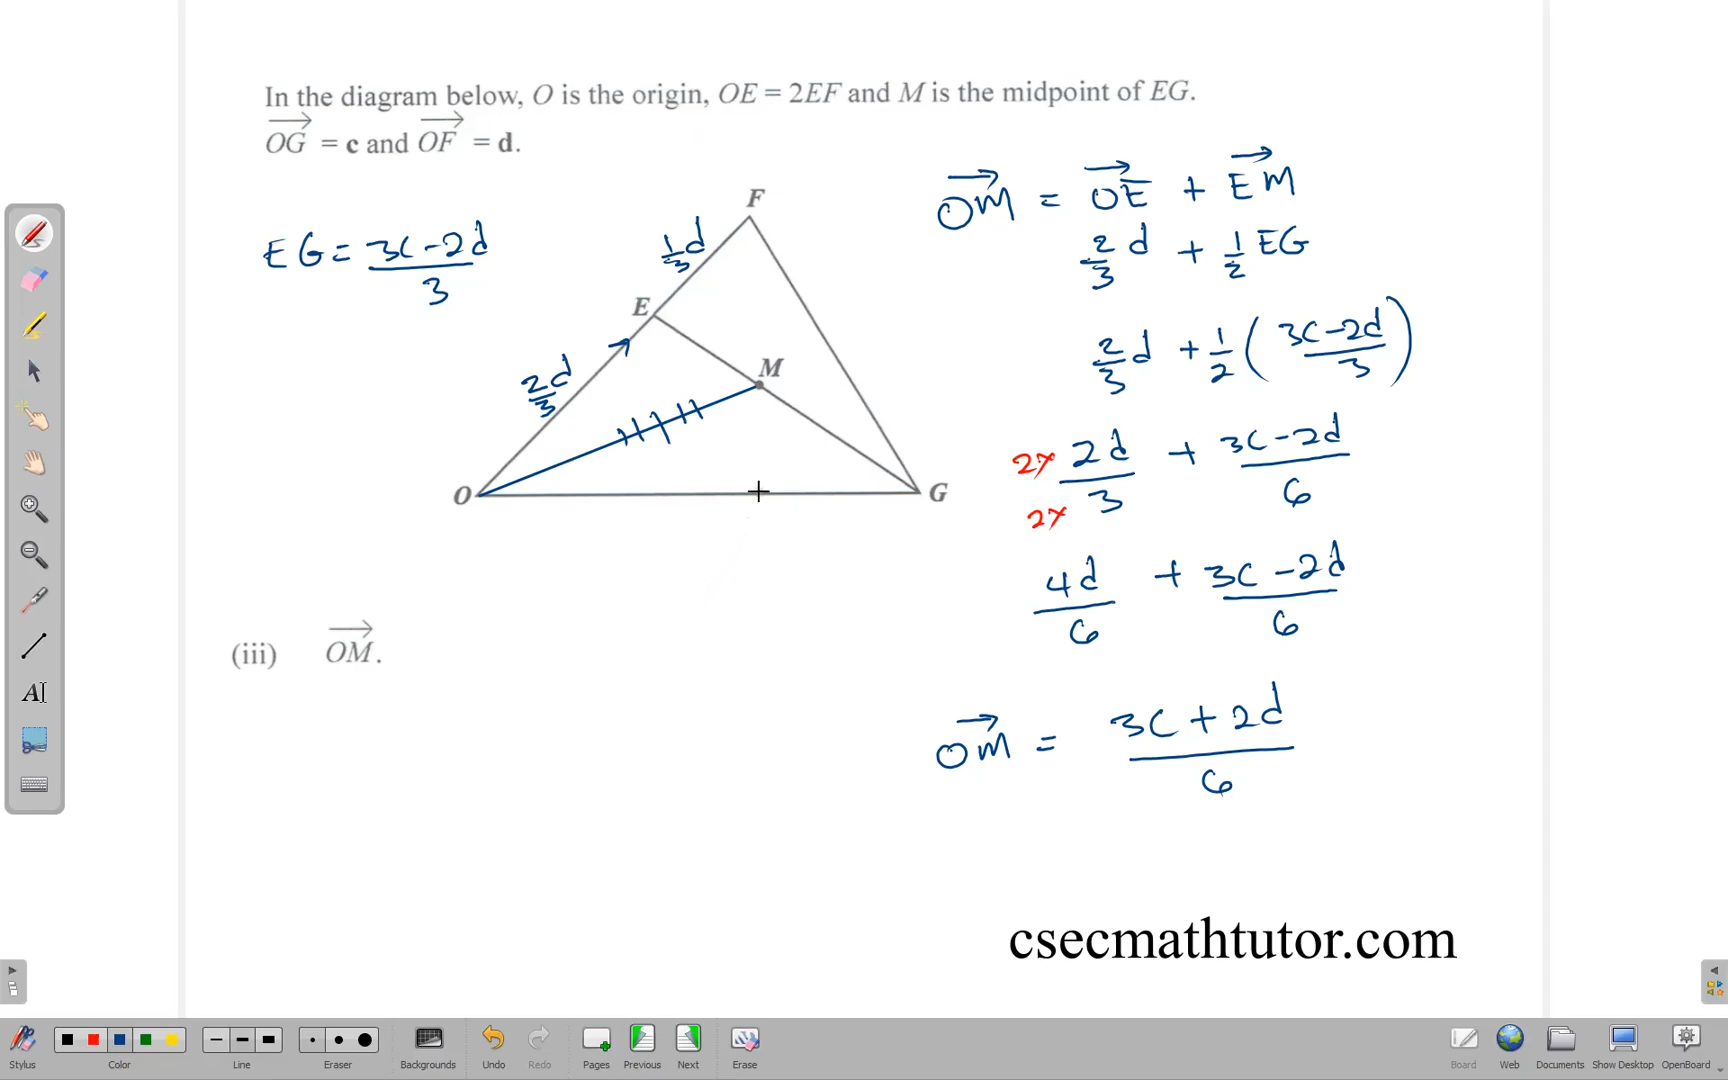 In the diagram below, O is the origin, OE = 2EF and M is the midpoint of EG.
OG = c and OF = d.
EG = 3c - 2d / 3
F
1/3 d
E
2/3 d
M
O
G
(iii) OM.
OM = OE + EM
2/3 d + 1/2 EG
2/3 d + 1/2 ( 3c - 2d / 3 )
2x 2d / 3 + 3c - 2d / 6
2x
4d / 6 + 3c - 2d / 6
OM = 3c + 2d / 6
csecmathtutor.com
A
Stylus
Color
Line
Eraser
Backgrounds
Undo
Redo
Pages
Previous
Next
Erase
Board
Web
Documents
Show Desktop
OpenBoard